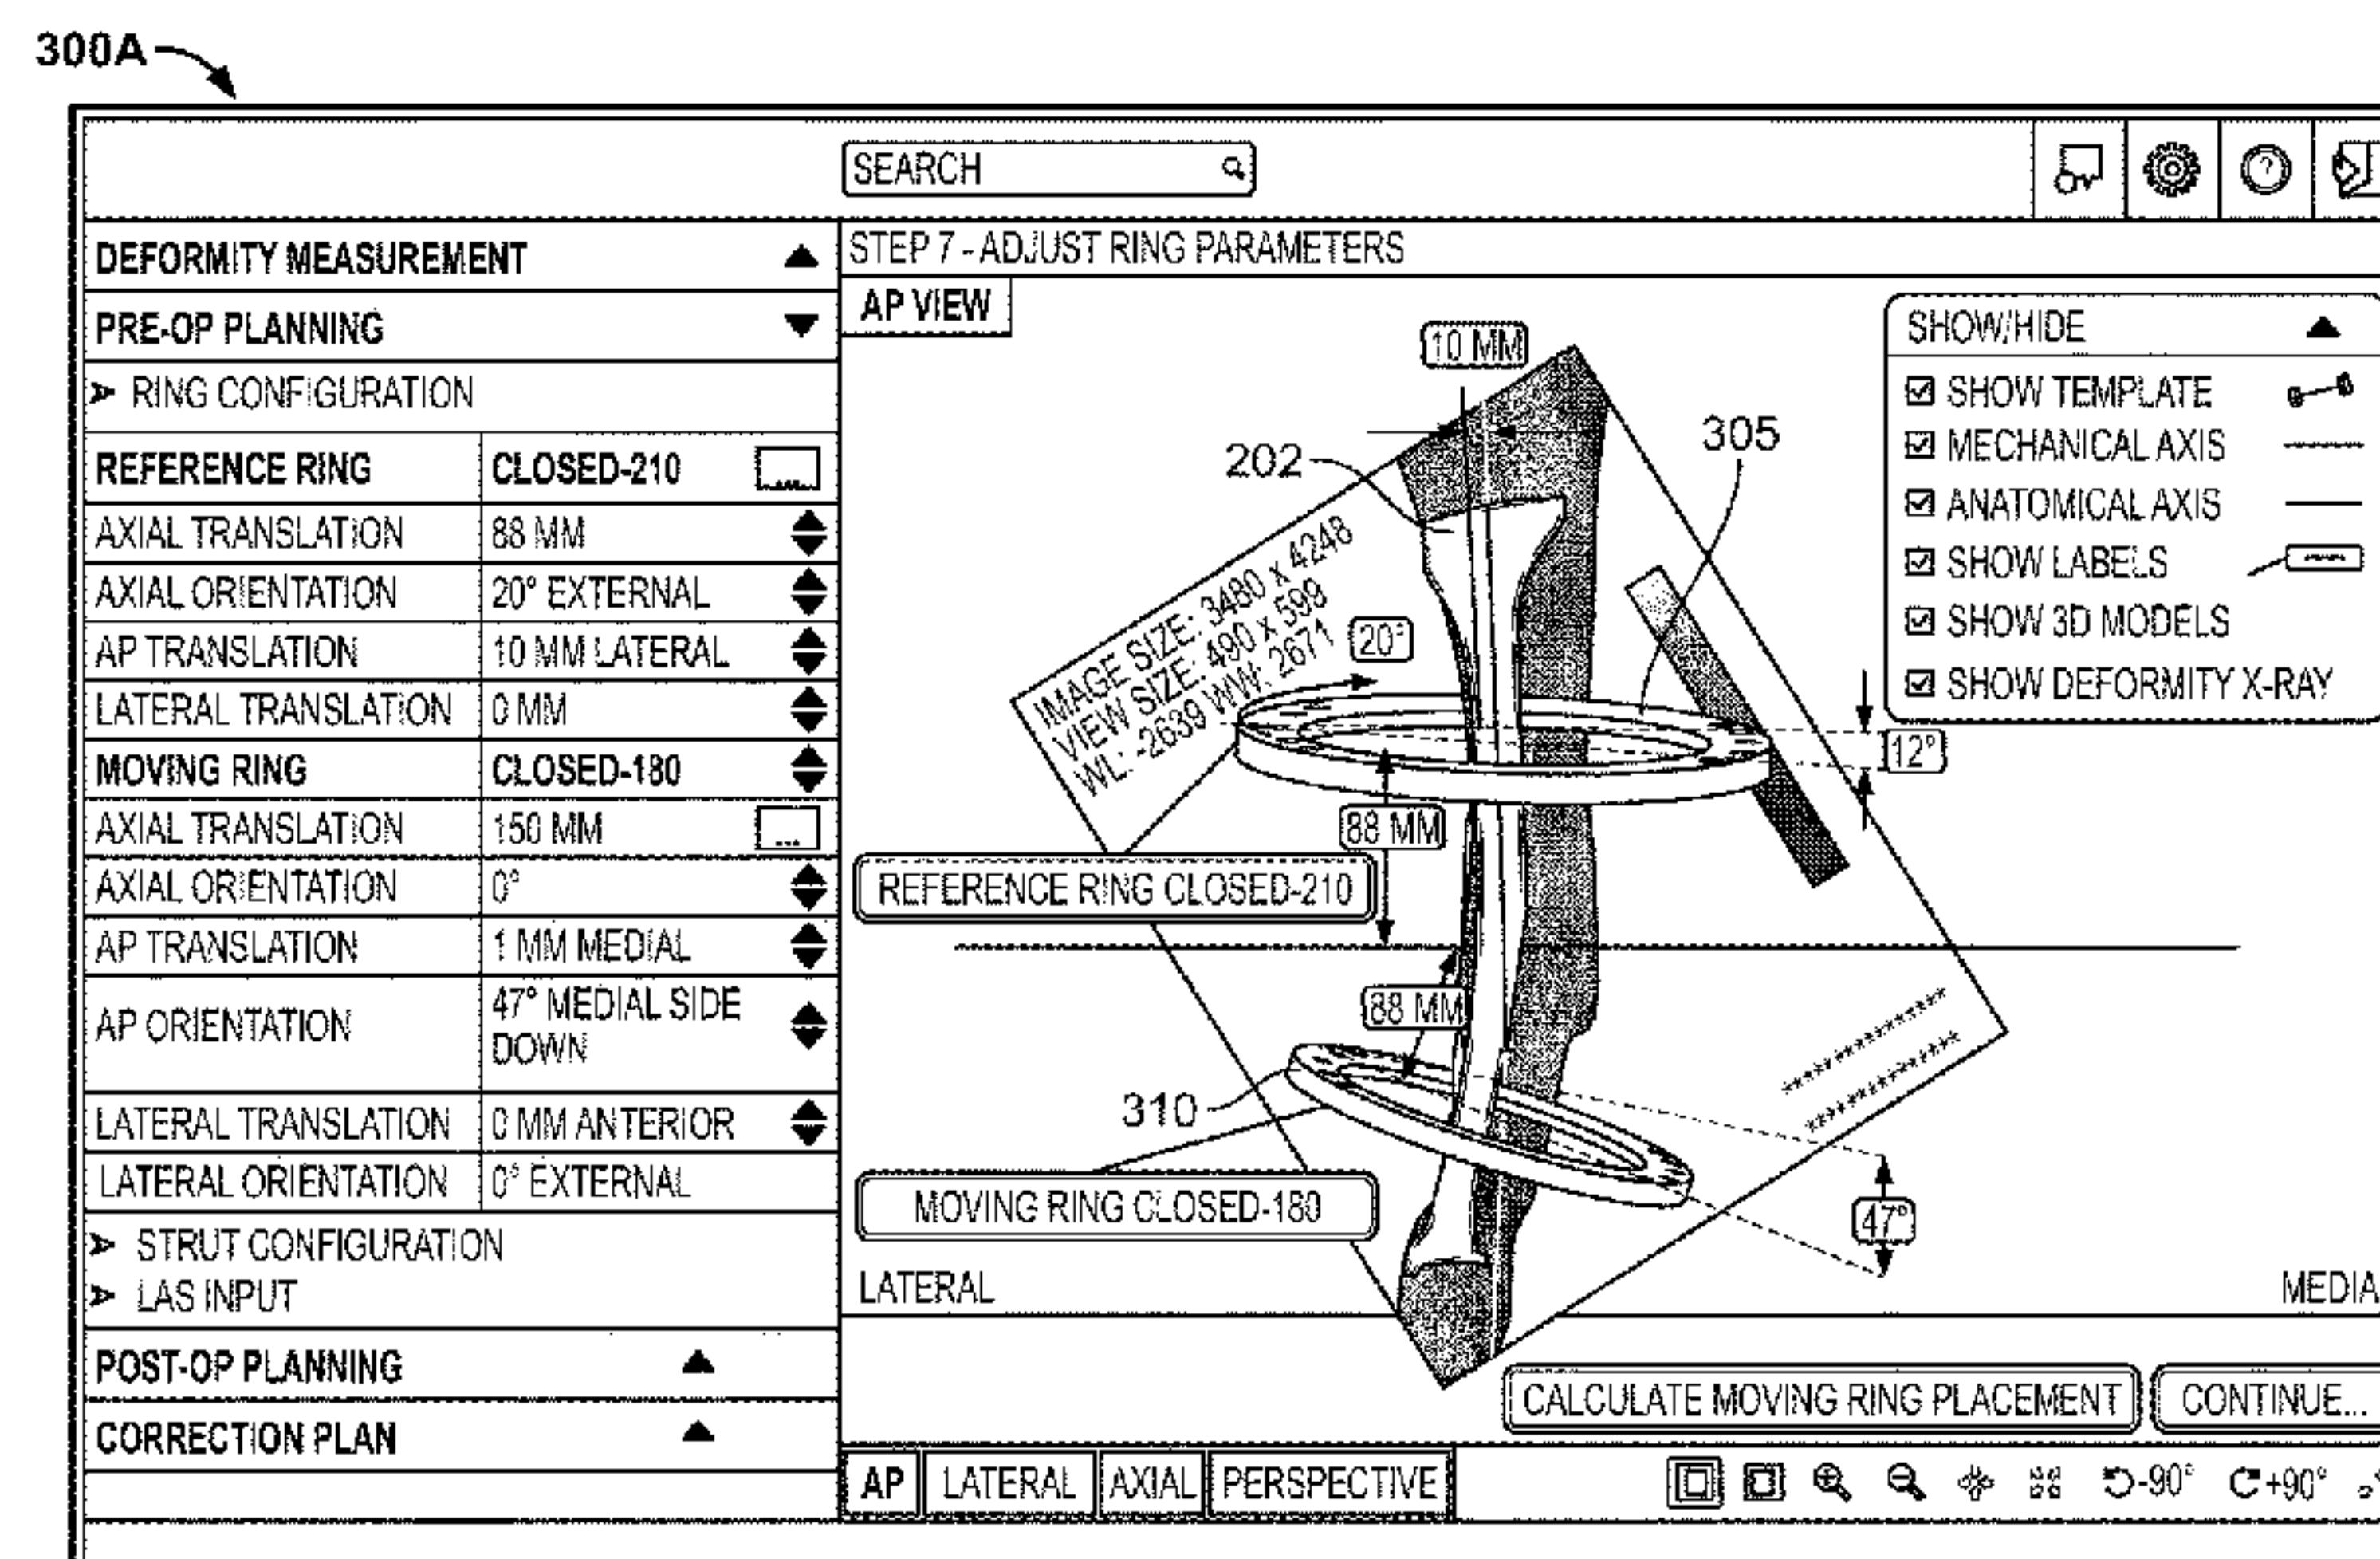 300A
SEARCH
DEFORMITY MEASUREMENT
PRE-OP PLANNING
RING CONFIGURATION
REFERENCE RING CLOSED-210 ...
AXIAL TRANSLATION 88 MM
AXIAL ORIENTATION 20° EXTERNAL
AP TRANSLATION 10 MM LATERAL
LATERAL TRANSLATION 0 MM
MOVING RING CLOSED-180
AXIAL TRANSLATION 150 MM ...
AXIAL ORIENTATION 0°
AP TRANSLATION 1 MM MEDIAL
AP ORIENTATION 47° MEDIAL SIDE
DOWN
LATERAL TRANSLATION 0 MM ANTERIOR
LATERAL ORIENTATION 0° EXTERNAL
STRUT CONFIGURATION
LAS INPUT
POST-OP PLANNING
CORRECTION PLAN
STEP 7 - ADJUST RING PARAMETERS
AP VIEW
10 MM
202
305
IMAGE SIZE: 3480 x 4248
VIEW SIZE: 490 x 599
WL: -2639 WW: 2671
20°
12°
88 MM
REFERENCE RING CLOSED-210
88 MM
310
MOVING RING CLOSED-180
47°
LATERAL
MEDIA
SHOW/HIDE
SHOW TEMPLATE
MECHANICAL AXIS
ANATOMICAL AXIS
SHOW LABELS
SHOW 3D MODELS
SHOW DEFORMITY X-RAY
CALCULATE MOVING RING PLACEMENT
CONTINUE...
AP LATERAL AXIAL PERSPECTIVE
-90° +90°